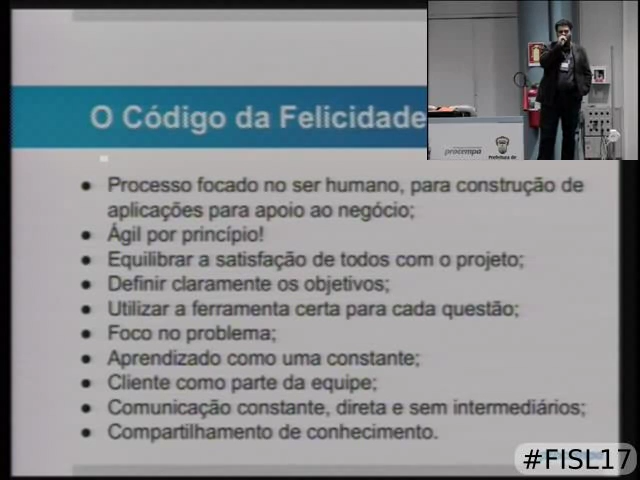 O Código da Felicidade
procempa
Prefeitura de
● Processo focado no ser humano, para construção de
aplicações para apoio ao negócio;
● Ágil por princípio!
● Equilibrar a satisfação de todos com o projeto;
● Definir claramente os objetivos;
● Utilizar a ferramenta certa para cada questão;
● Foco no problema;
● Aprendizado como uma constante;
● Cliente como parte da equipe;
● Comunicação constante, direta e sem intermediários;
● Compartilhamento de conhecimento.
#FISL17